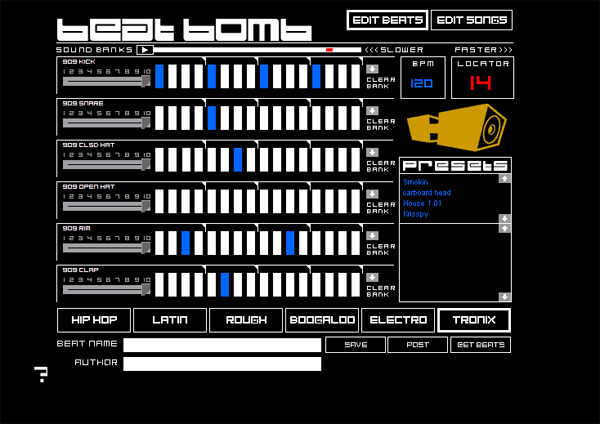 beat bomb
EDIT BEATS EDIT SONGS
SOUND BANKS <<<SLOWER FASTER>>>
909 KICK
1 2 3 4 5 6 7 8 9 10
CLEAR
BANK
BPM
120
LOCATOR
14
909 SNARE
1 2 3 4 5 6 7 8 9 10
CLEAR
BANK
909 CLSD HAT
1 2 3 4 5 6 7 8 9 10
CLEAR
BANK
PRESETS
Smokin
carboard head
House 1.01
Krisspy
909 OPEN HAT
1 2 3 4 5 6 7 8 9 10
CLEAR
BANK
RIM
1 2 3 4 5 6 7 8 9 10
CLEAR
BANK
909 CLAP
1 2 3 4 5 6 7 8 9 10
CLEAR
BANK
HIP HOP LATIN ROUGH BOOGALOO ELECTRO TRONIX
BEAT NAME SAVE POST GET BEATS
AUTHOR
?